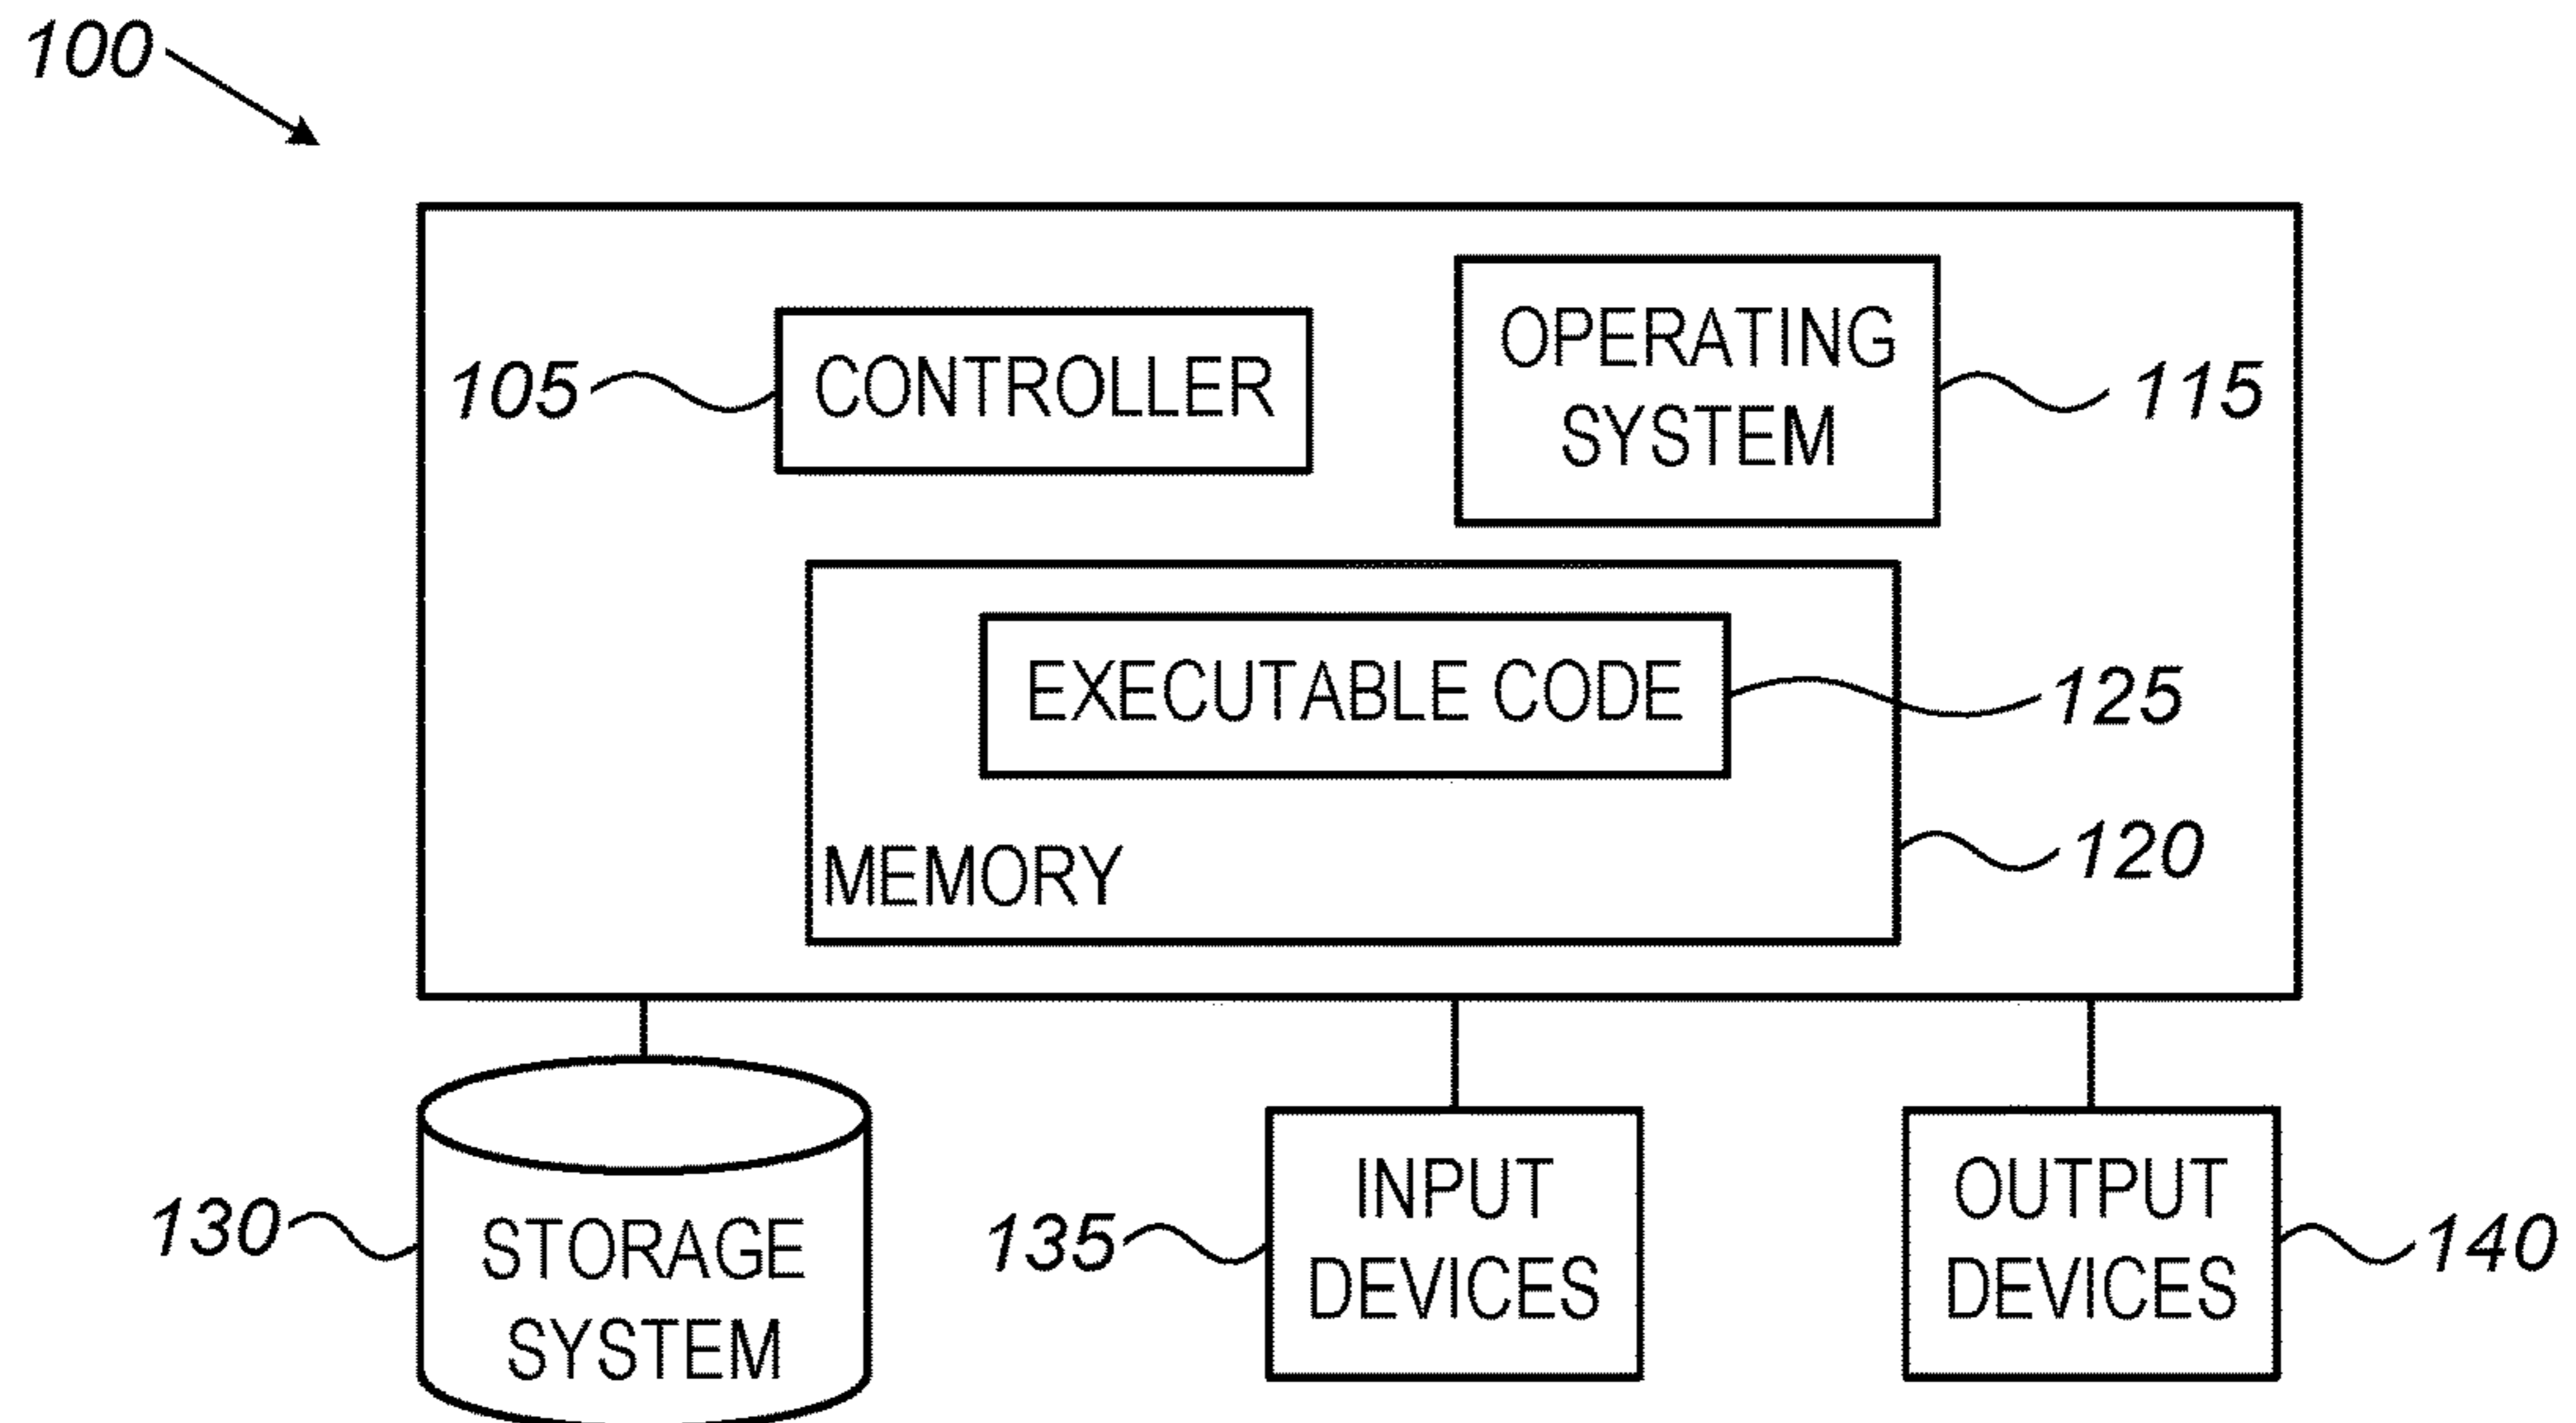 100
105
CONTROLLER
OPERATING
SYSTEM
115
EXECUTABLE CODE
125
MEMORY
120
130
STORAGE
SYSTEM
135
INPUT
DEVICES
OUTPUT
DEVICES
140